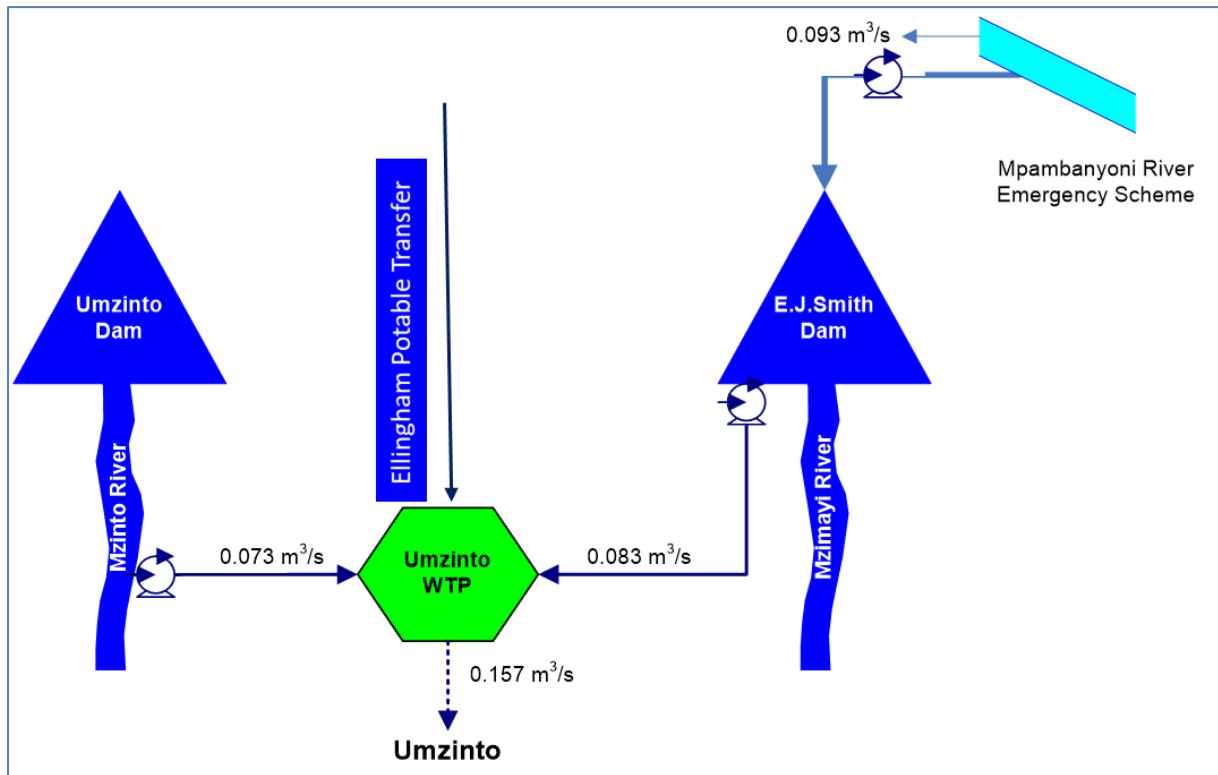 0.093 m³/s
Mpambanyoni River
Emergency Scheme
Ellingham Potable Transfer
Umzinto
Dam
E.J.Smith
Dam
Mzinto River
Mzimayi River
0.073 m³/s
Umzinto
WTP
0.083 m³/s
0.157 m³/s
Umzinto